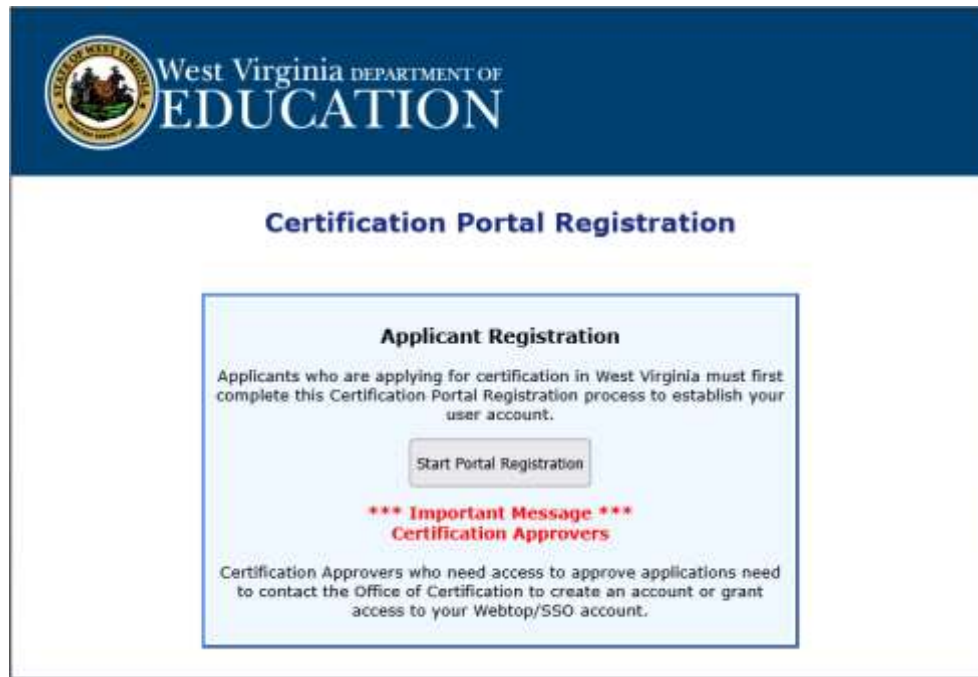 West Virginia DEPARTMENT OF
EDUCATION
Certification Portal Registration
Applicant Registration
Applicants who are applying for certification in West Virginia must first
complete this Certification Portal Registration process to establish your
user account.
Start Portal Registration
*** Important Message ***
Certification Approvers
Certification Approvers who need access to approve applications need
to contact the Office of Certification to create an account or grant
access to your Webtop/SSO account.